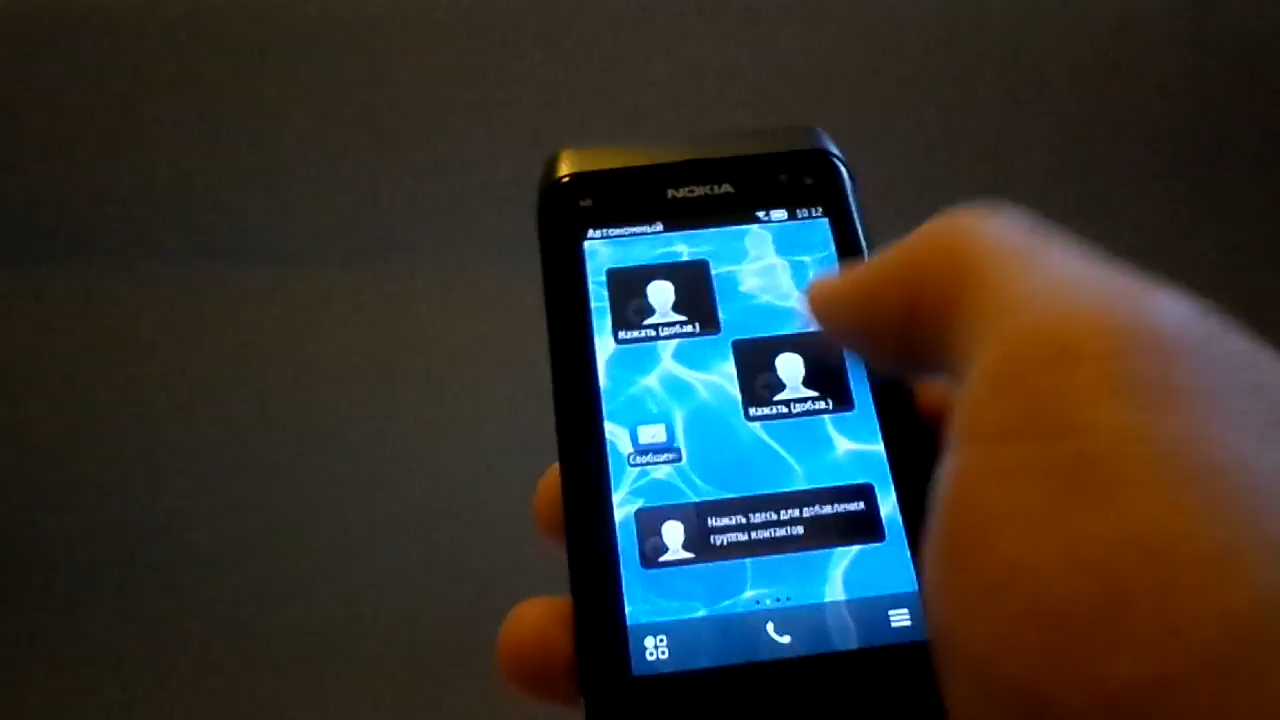 NOKIA
Автономный
10:12
Нажать (добав.)
Нажать (добав.)
Сообщен
Нажать здесь для добавления
группы контактов